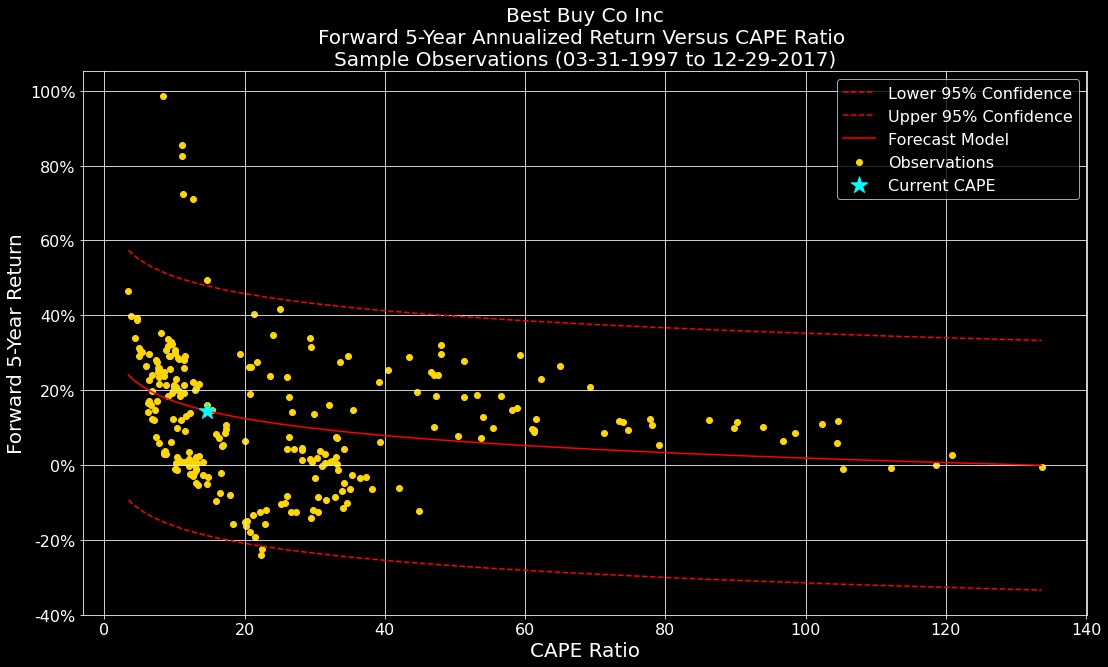 Best Buy Co Inc
Forward 5-Year Annualized Return Versus CAPE Ratio
Sample Observations (03-31-1997 to 12-29-2017)
Lower 95% Confidence
Upper 95% Confidence
Forecast Model
Observations
Current CAPE
Forward 5-Year Return
100%
80%
60%
40%
20%
0%
-20%
-40%
0 20 40 60 80 100 120 140
CAPE Ratio